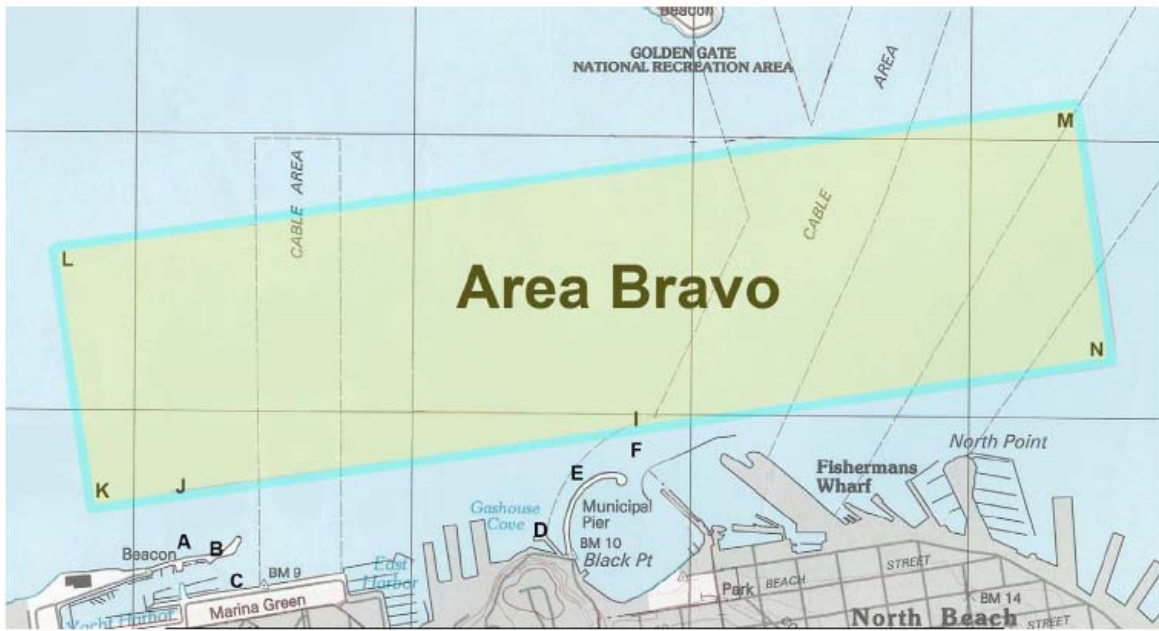 Beacon
GOLDEN GATE
NATIONAL RECREATION AREA
AREA
M
CABLE AREA
CABLE
L
Area Bravo
N
I
F
North Point
E
Fishermans
Wharf
K
J
Gashouse
Cove
Municipal
Pier
D
A
B
Beacon
BM 10
Black Pt
C
BM 9
East
Harbor
Park
BEACH
STREET
Marina Green
Yacht Harbor
North Beach
BM 14
STREET